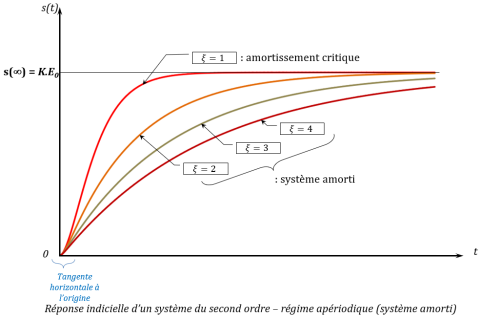 s(t)
ξ = 1 : amortissement critique
s(∞) = K.E₀
ξ = 4
ξ = 3
ξ = 2
: système amorti
0
t
Tangente
horizontale à
l'origine
Réponse indicielle d'un système du second ordre – régime apériodique (système amorti)